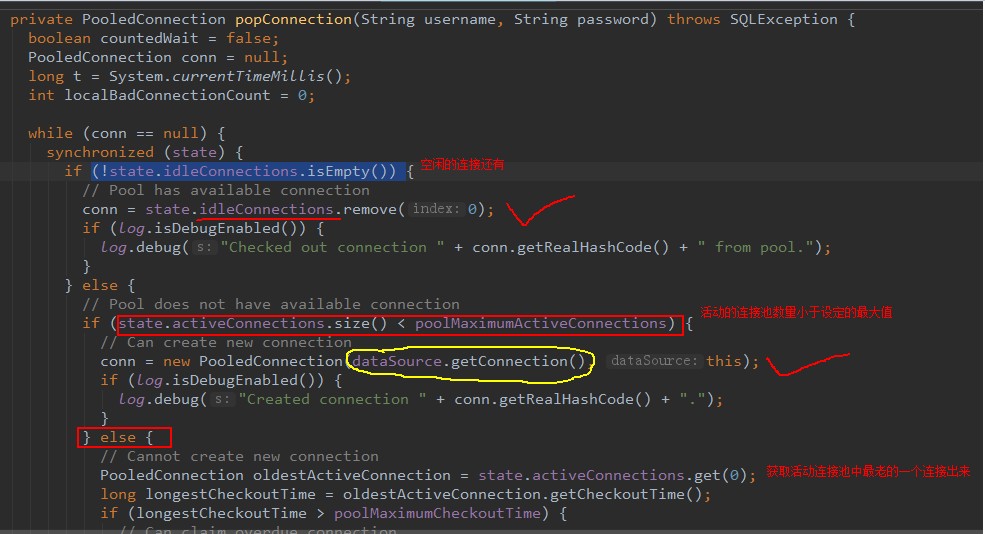 private PooledConnection popConnection(String username, String password) throws SQLException {
boolean countedWait = false;
PooledConnection conn = null;
long t = System.currentTimeMillis();
int localBadConnectionCount = 0;
while (conn == null) {
synchronized (state) {
if (!state.idleConnections.isEmpty()) { 空闲的连接还有
// Pool has available connection
conn = state.idleConnections.remove( index: 0);
if (log.isDebugEnabled()) {
log.debug( s: "Checked out connection " + conn.getRealHashCode() + " from pool.");
}
} else {
// Pool does not have available connection
if (state.activeConnections.size() < poolMaximumActiveConnections) { 活动的连接池数量小于设定的最大值
// Can create new connection
conn = new PooledConnection(dataSource.getConnection(), dataSource: this);
if (log.isDebugEnabled()) {
log.debug( s: "Created connection " + conn.getRealHashCode() + ".");
}
} else {
// Cannot create new connection
PooledConnection oldestActiveConnection = state.activeConnections.get(0); 获取活动连接池中最老的一个连接出来
long longestCheckoutTime = oldestActiveConnection.getCheckoutTime();
if (longestCheckoutTime > poolMaximumCheckoutTime) {
// Can claim overdue connection